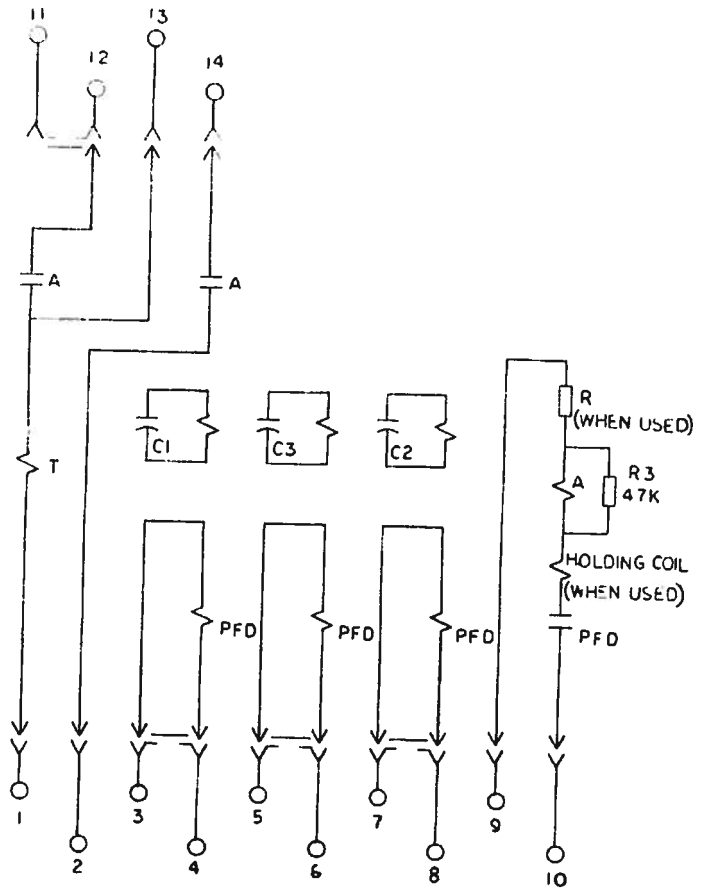 11
13
12
14
A
A
R
(WHEN USED)
C1
C3
C2
T
A
R3
47K
HOLDING COIL
(WHEN USED)
PFD
PFD
PFD
PFD
1
3
5
7
9
2
4
6
8
10